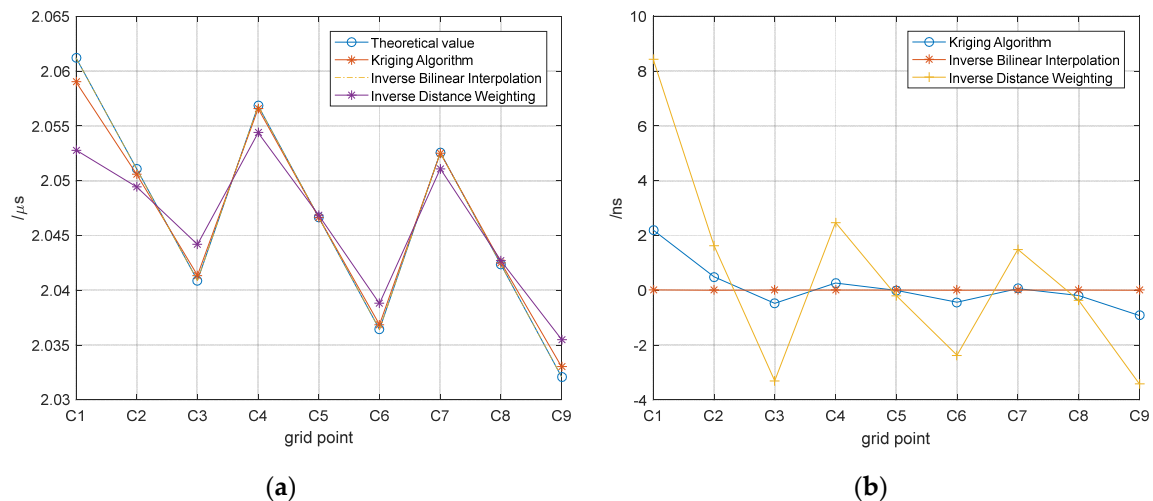 2.065
2.06
2.055
2.05
2.045
2.04
2.035
2.03
/μs
C1 C2 C3 C4 C5 C6 C7 C8 C9
grid point
Theoretical value
Kriging Algorithm
Inverse Bilinear Interpolation
Inverse Distance Weighting
(a)
10
8
6
4
2
0
-2
-4
/ns
C1 C2 C3 C4 C5 C6 C7 C8 C9
grid point
Kriging Algorithm
Inverse Bilinear Interpolation
Inverse Distance Weighting
(b)